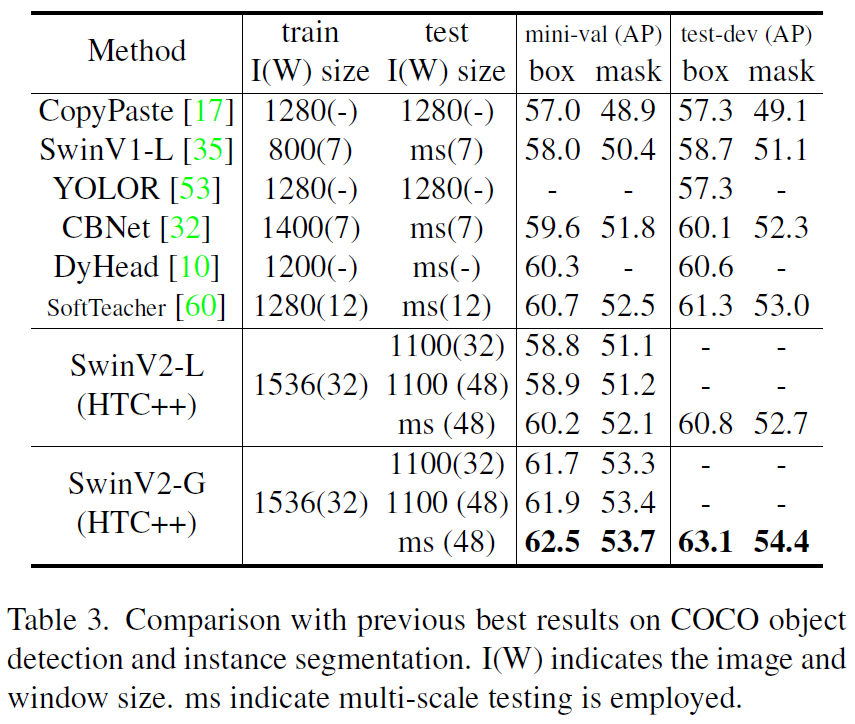 Method train test mini-val (AP) test-dev (AP)
I(W) size I(W) size box mask box mask
CopyPaste [17] 1280(-) 1280(-) 57.0 48.9 57.3 49.1
SwinV1-L [35] 800(7) ms(7) 58.0 50.4 58.7 51.1
YOLOR [53] 1280(-) 1280(-) - - 57.3 -
CBNet [32] 1400(7) ms(7) 59.6 51.8 60.1 52.3
DyHead [10] 1200(-) ms(-) 60.3 - 60.6 -
SoftTeacher [60] 1280(12) ms(12) 60.7 52.5 61.3 53.0
SwinV2-L
(HTC++)
1536(32)
1100(32) 58.8 51.1 - -
1100 (48) 58.9 51.2 - -
ms (48) 60.2 52.1 60.8 52.7
SwinV2-G
(HTC++)
1536(32)
1100(32) 61.7 53.3 - -
1100 (48) 61.9 53.4 - -
ms (48) 62.5 53.7 63.1 54.4
Table 3. Comparison with previous best results on COCO object
detection and instance segmentation. I(W) indicates the image and
window size. ms indicate multi-scale testing is employed.